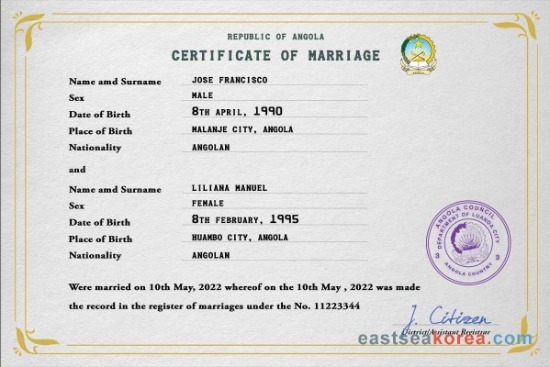 REPUBLIC OF ANGOLA
CERTIFICATE OF MARRIAGE
Name amd Surname JOSE FRANCISCO
Sex MALE
Date of Birth 8TH APRIL, 1990
Place of Birth MALANJE CITY, ANGOLA
Nationality ANGOLAN
and
Name amd Surname LILIANA MANUEL
Sex FEMALE
Date of Birth 8TH FEBRUARY, 1995
Place of Birth HUAMBO CITY, ANGOLA
Nationality ANGOLAN
ANGOLA COUNCIL
DEPARTMENT OF LUANDA CITY
3 9
ANGOLA COUNTRY
Were married on 10th May, 2022 whereof on the 10th May , 2022 was made
the record in the register of marriages under the No. 11223344
J. Citizen
District/Assistant Registrar
eastseakorea.com